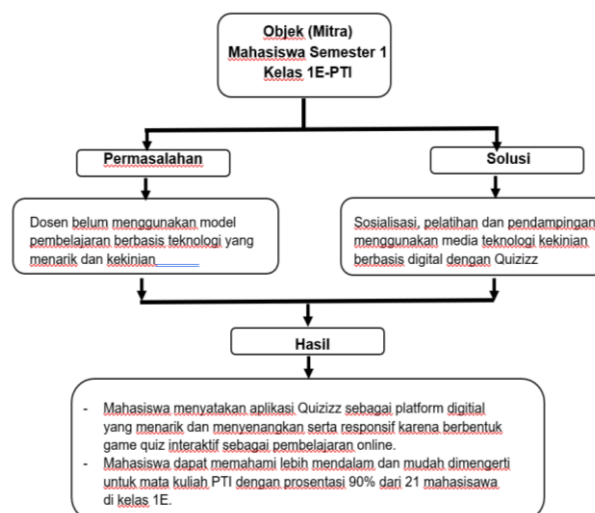 Objek (Mitra)
Mahasiswa Semester 1
Kelas 1E-PTI
Permasalahan
Solusi
Dosen belum menggunakan model
pembelajaran berbasis teknologi yang
menarik dan kekinian
Sosialisasi, pelatihan dan pendampingan
menggunakan media teknologi kekinian
berbasis digital dengan Quizizz
Hasil
- Mahasiswa menyatakan aplikasi Quizizz sebagai platform digitial
yang menarik dan menyenangkan serta responsif karena berbentuk
game quiz interaktif sebagai pembelajaran online.
- Mahasiswa dapat memahami lebih mendalam dan mudah dimengerti
untuk mata kuliah PTI dengan prosentasi 90% dari 21 mahasisawa
di kelas 1E.